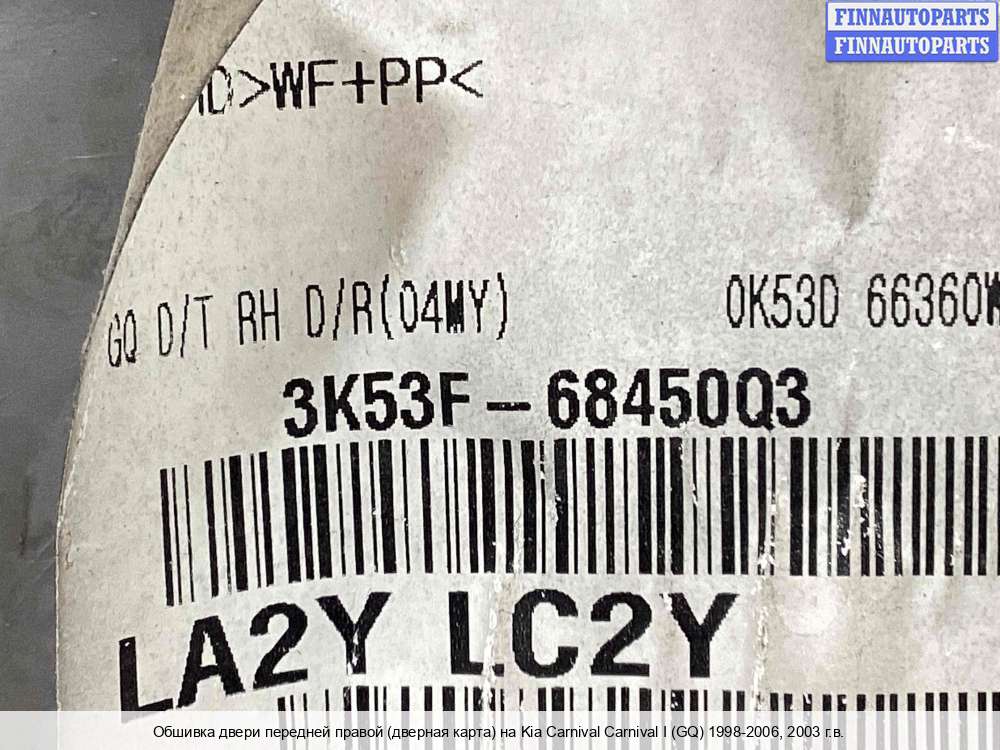 FINNAUTOPARTS
FINNAUTOPARTS
>WF+PP<
GQ D/T RH D/R(04MY) 0K53D 66360W
3K53F-68450Q3
LA2Y LC2Y
Обшивка двери передней правой (дверная карта) на Kia Carnival Carnival I (GQ) 1998-2006, 2003 г.в.